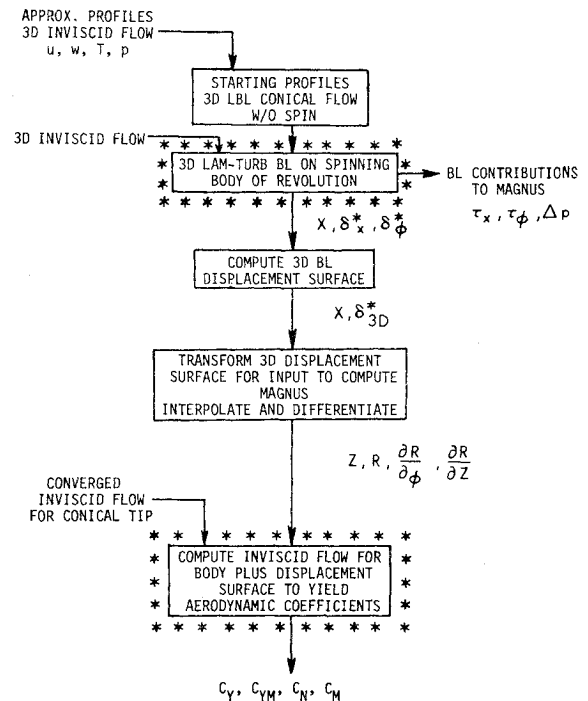 APPROX. PROFILES
3D INVISCID FLOW
u, w, T, p
STARTING PROFILES
3D LBL CONICAL FLOW
W/O SPIN
3D INVISCID FLOW
3D LAM-TURB BL ON SPINNING
BODY OF REVOLUTION
BL CONTRIBUTIONS
TO MAGNUS
τx, τφ, Δp
X, δ*x, δ*φ
COMPUTE 3D BL
DISPLACEMENT SURFACE
X, δ*3D
TRANSFORM 3D DISPLACEMENT
SURFACE FOR INPUT TO COMPUTE
MAGNUS
INTERPOLATE AND DIFFERENTIATE
Z, R, ∂R/∂φ, ∂R/∂Z
CONVERGED
INVISCID FLOW
FOR CONICAL TIP
COMPUTE INVISCID FLOW FOR
BODY PLUS DISPLACEMENT
SURFACE TO YIELD
AERODYNAMIC COEFFICIENTS
CY, CYM, CN, CM